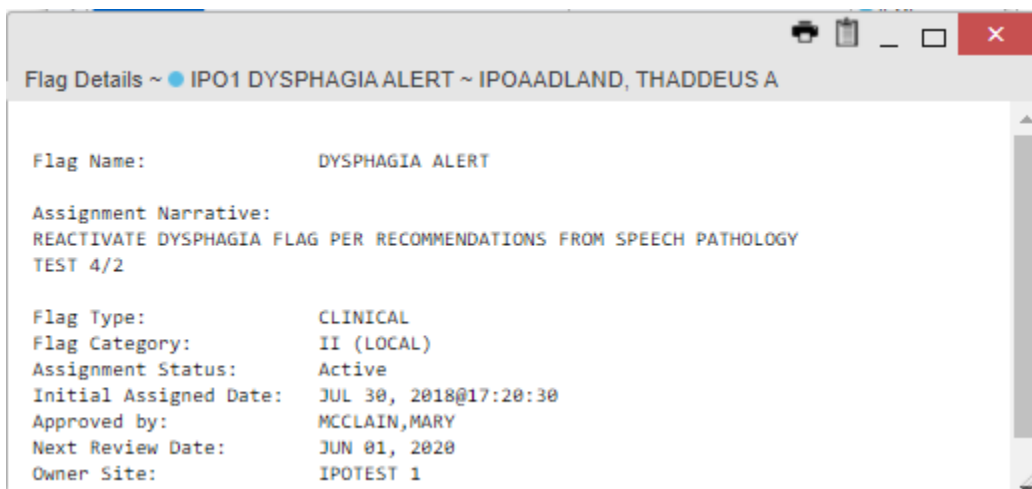 Flag Details ~ IPO1 DYSPHAGIA ALERT ~ IPOAADLAND, THADDEUS A
Flag Name: DYSPHAGIA ALERT
Assignment Narrative:
REACTIVATE DYSPHAGIA FLAG PER RECOMMENDATIONS FROM SPEECH PATHOLOGY
TEST 4/2
Flag Type: CLINICAL
Flag Category: II (LOCAL)
Assignment Status: Active
Initial Assigned Date: JUL 30, 2018@17:20:30
Approved by: MCCLAIN,MARY
Next Review Date: JUN 01, 2020
Owner Site: IPOTEST 1